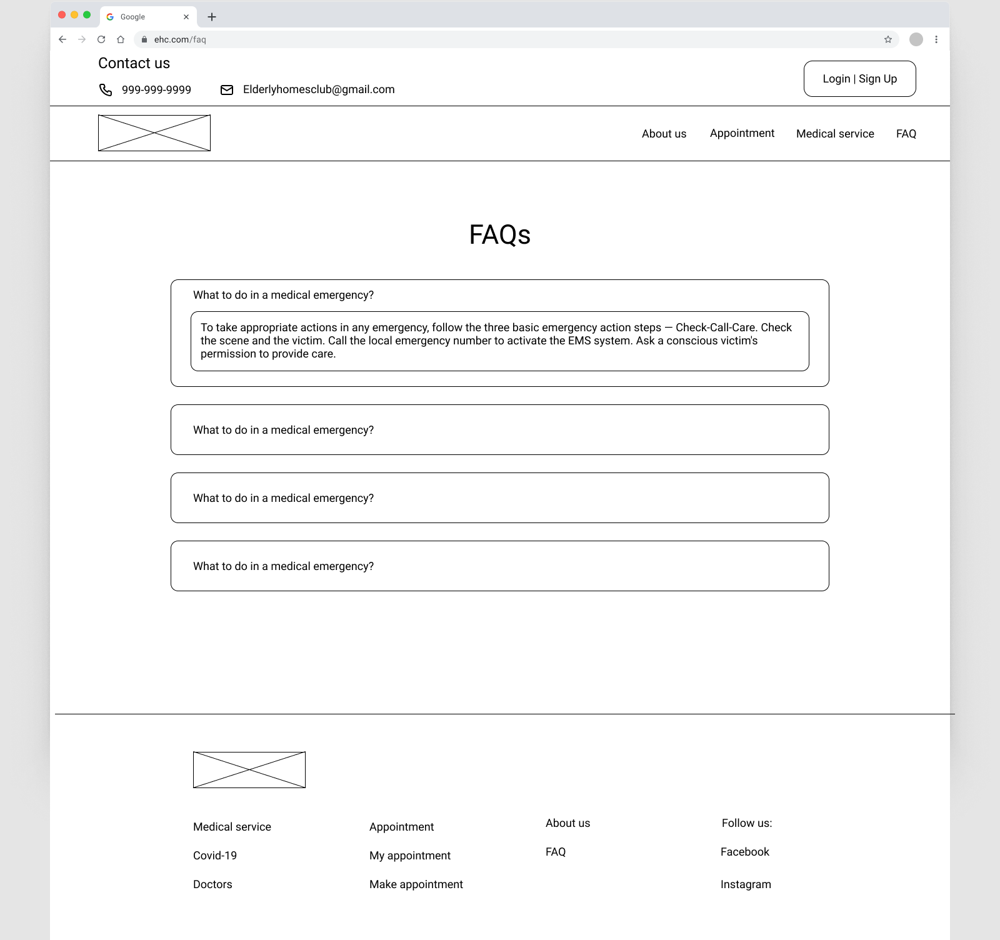 Google
ehc.com/faq
Contact us
999-999-9999
Elderlyhomesclub@gmail.com
Login | Sign Up
About us
Appointment
Medical service
FAQ
FAQs
What to do in a medical emergency?
To take appropriate actions in any emergency, follow the three basic emergency action steps — Check-Call-Care. Check
the scene and the victim. Call the local emergency number to activate the EMS system. Ask a conscious victim's
permission to provide care.
What to do in a medical emergency?
What to do in a medical emergency?
What to do in a medical emergency?
Medical service
Covid-19
Doctors
Appointment
My appointment
Make appointment
About us
FAQ
Follow us:
Facebook
Instagram